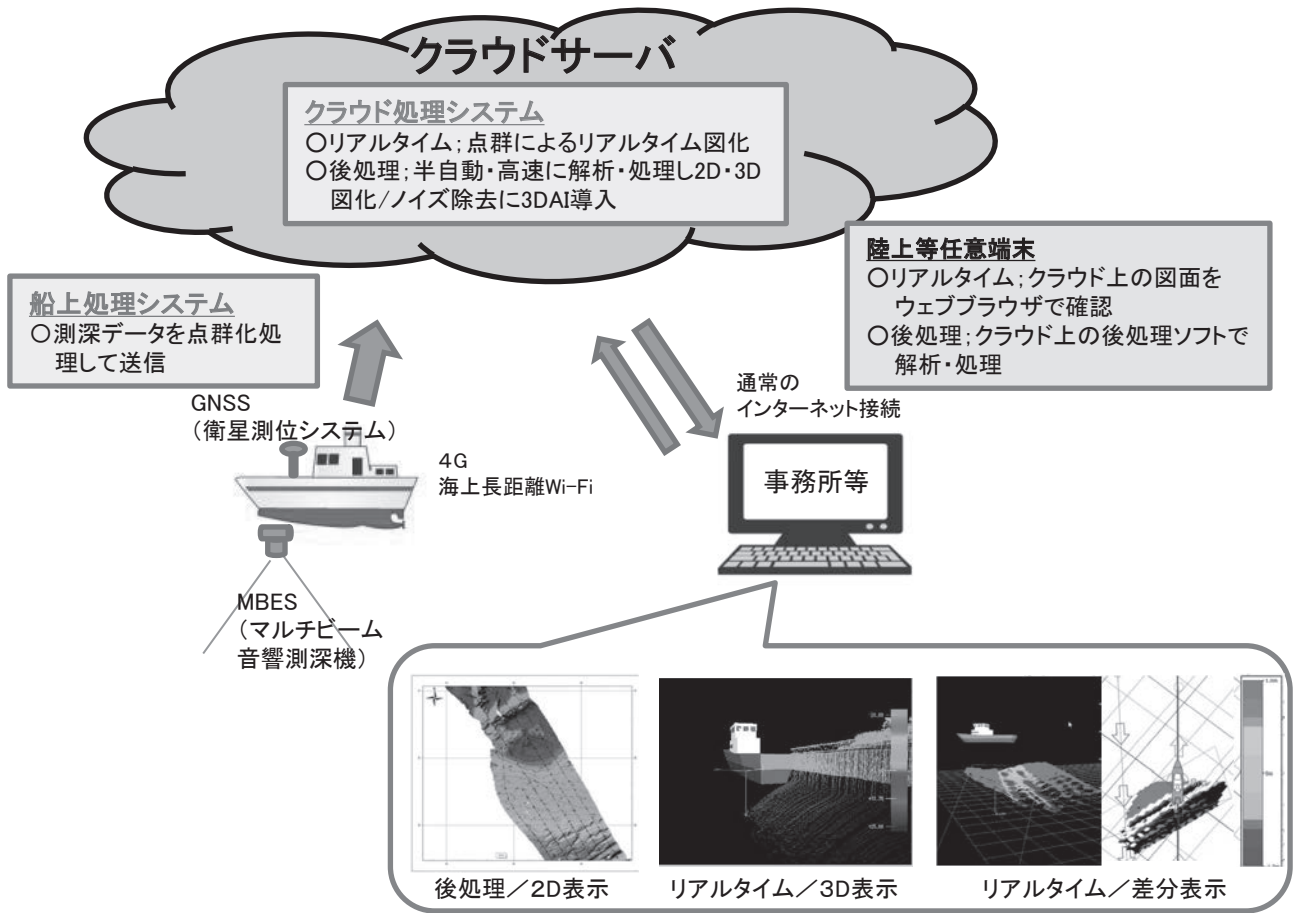 クラウドサーバ
クラウド処理システム
○リアルタイム；点群によるリアルタイム図化
○後処理；半自動・高速に解析・処理し2D・3D
図化/ノイズ除去に3DAI導入
陸上等任意端末
○リアルタイム；クラウド上の図面を
ウェブブラウザで確認
○後処理；クラウド上の後処理ソフトで
解析・処理
船上処理システム
○測深データを点群化処
理して送信
通常の
インターネット接続
GNSS
（衛星測位システム）
4G
海上長距離Wi-Fi
事務所等
MBES
（マルチビーム
音響測深機）
後処理／2D表示
リアルタイム／3D表示
リアルタイム／差分表示